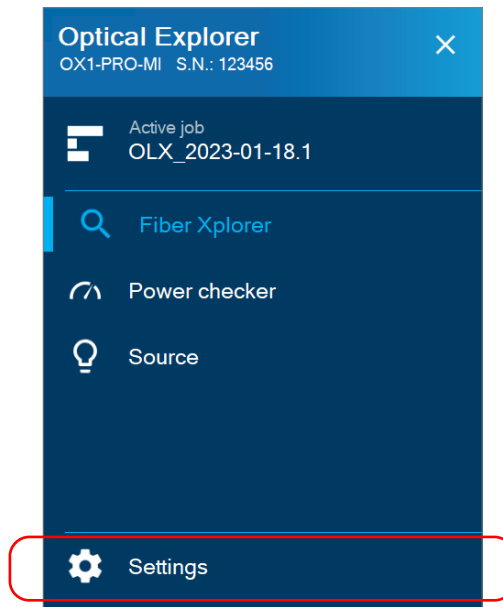 Optical Explorer
OX1-PRO-MI S.N.: 123456
Active job
OLX_2023-01-18.1
Fiber Xplorer
Power checker
Source
Settings